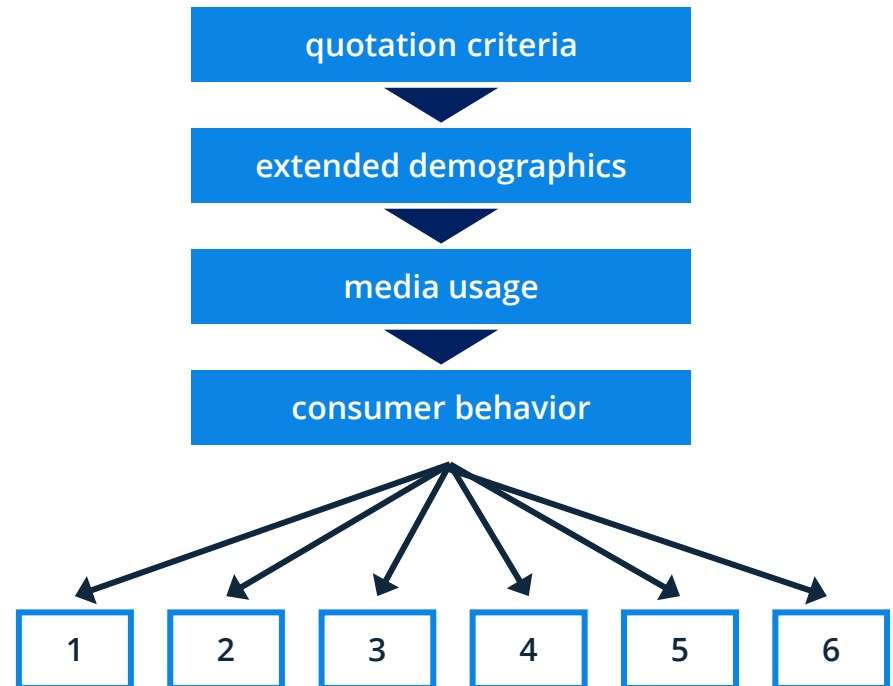 quotation criteria
extended demographics
media usage
consumer behavior
1 2 3 4 5 6